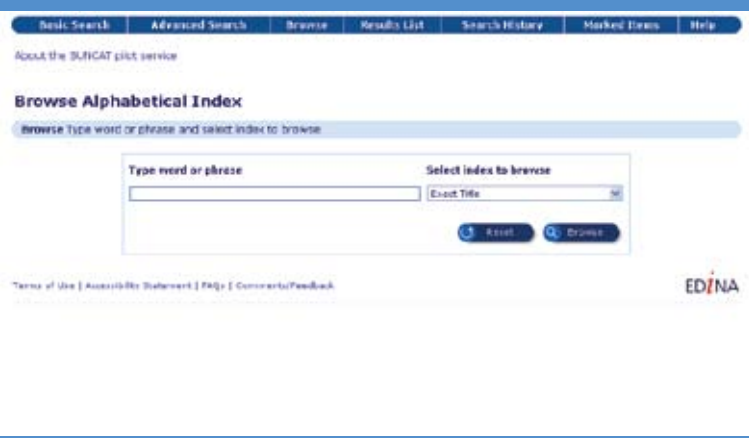 Basic Search Advanced Search Browse Results List Search History Marked Items Help
About the SUNCAT pilot service
Browse Alphabetical Index
Browse Type word or phrase and select index to browse
Type word or phrase Select index to browse
Exact Title
Reset Browse
Terms of Use | Accessibility Statement | FAQs | Comments/Feedback
EDINA